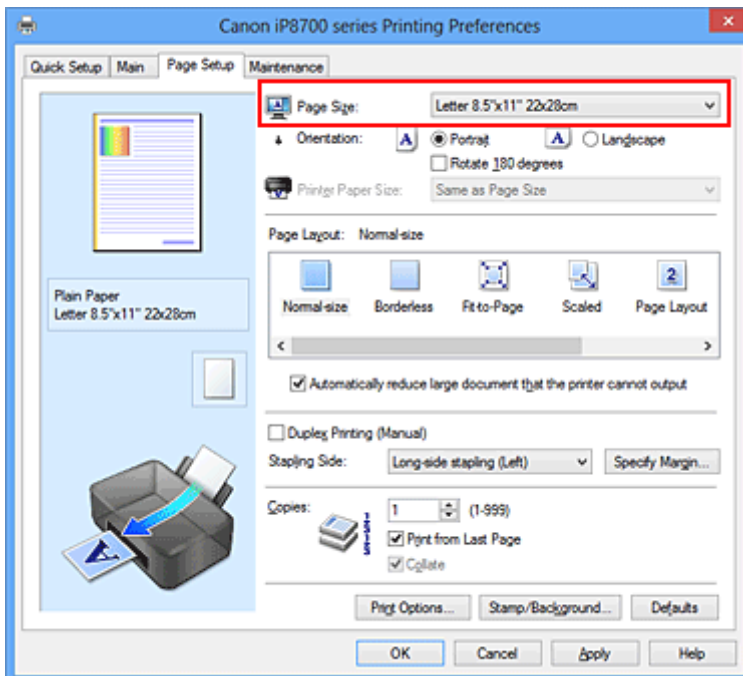 Canon iP8700 series Printing Preferences
Quick Setup Main Page Setup Maintenance
Page Size: Letter 8.5"x11" 22x28cm
Orientation: A Portrait A Landscape
Rotate 180 degrees
Printer Paper Size: Same as Page Size
Page Layout: Normal-size
2
Normal-size Borderless Fit-to-Page Scaled Page Layout
Plain Paper
Letter 8.5"x11" 22x28cm
Automatically reduce large document that the printer cannot output
Duplex Printing (Manual)
Stapling Side: Long-side stapling (Left) Specify Margin...
Copies: 1 (1-999)
Print from Last Page
Collate
A
Print Options... Stamp/Background... Defaults
OK Cancel Apply Help